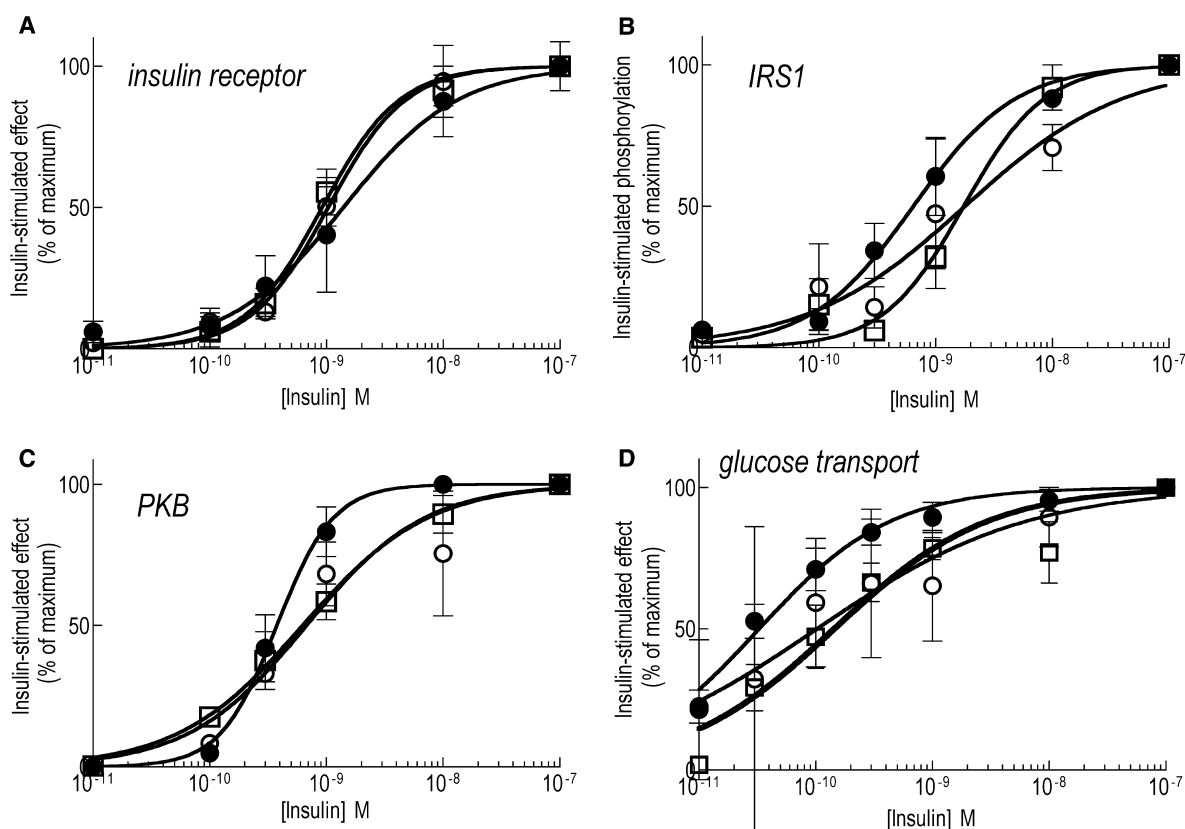 A
insulin receptor
Insulin-stimulated effect
(% of maximum)
100
50
0
10-11
10-10
10-9
10-8
10-7
[Insulin] M
B
IRS1
Insulin-stimulated phosphorylation
(% of maximum)
100
50
0
10-11
10-10
10-9
10-8
10-7
[Insulin] M
C
PKB
Insulin-stimulated effect
(% of maximum)
100
50
0
10-11
10-10
10-9
10-8
10-7
[Insulin] M
D
glucose transport
Insulin-stimulated effect
(% of maximum)
100
50
0
10-11
10-10
10-9
10-8
10-7
[Insulin] M